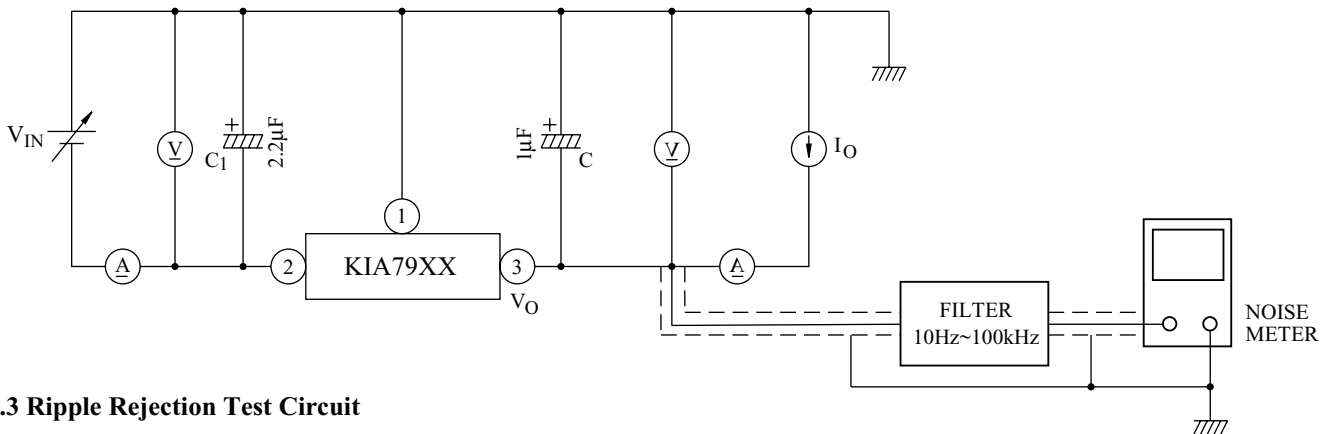 V_IN
V
C_1
+
2.2μF
A
1
2
KIA79XX
3
V_O
+
1μF
C
V
I_O
A
FILTER
10Hz~100kHz
NOISE
METER
.3 Ripple Rejection Test Circuit